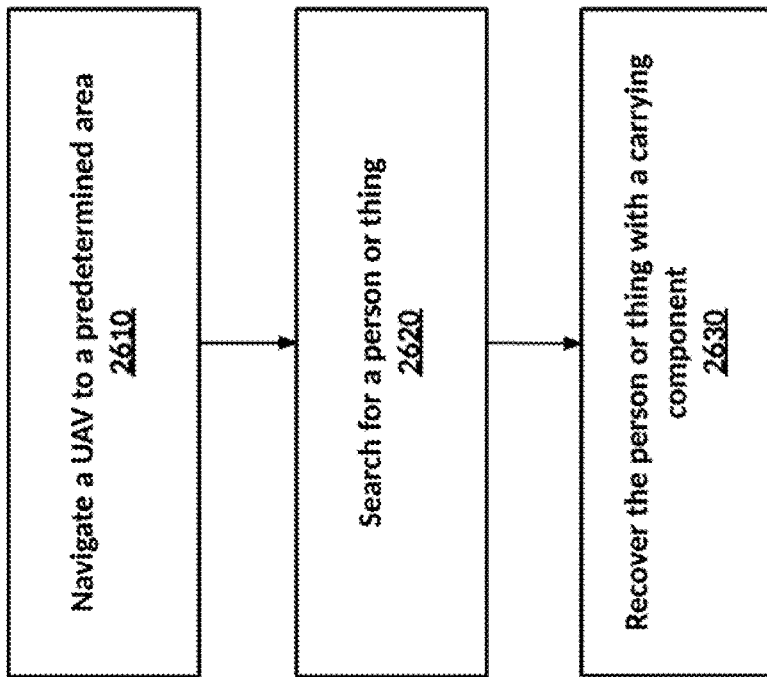 Navigate a UAV to a predetermined area
2610
Search for a person or thing
2620
Recover the person or thing with a carrying
component
2630